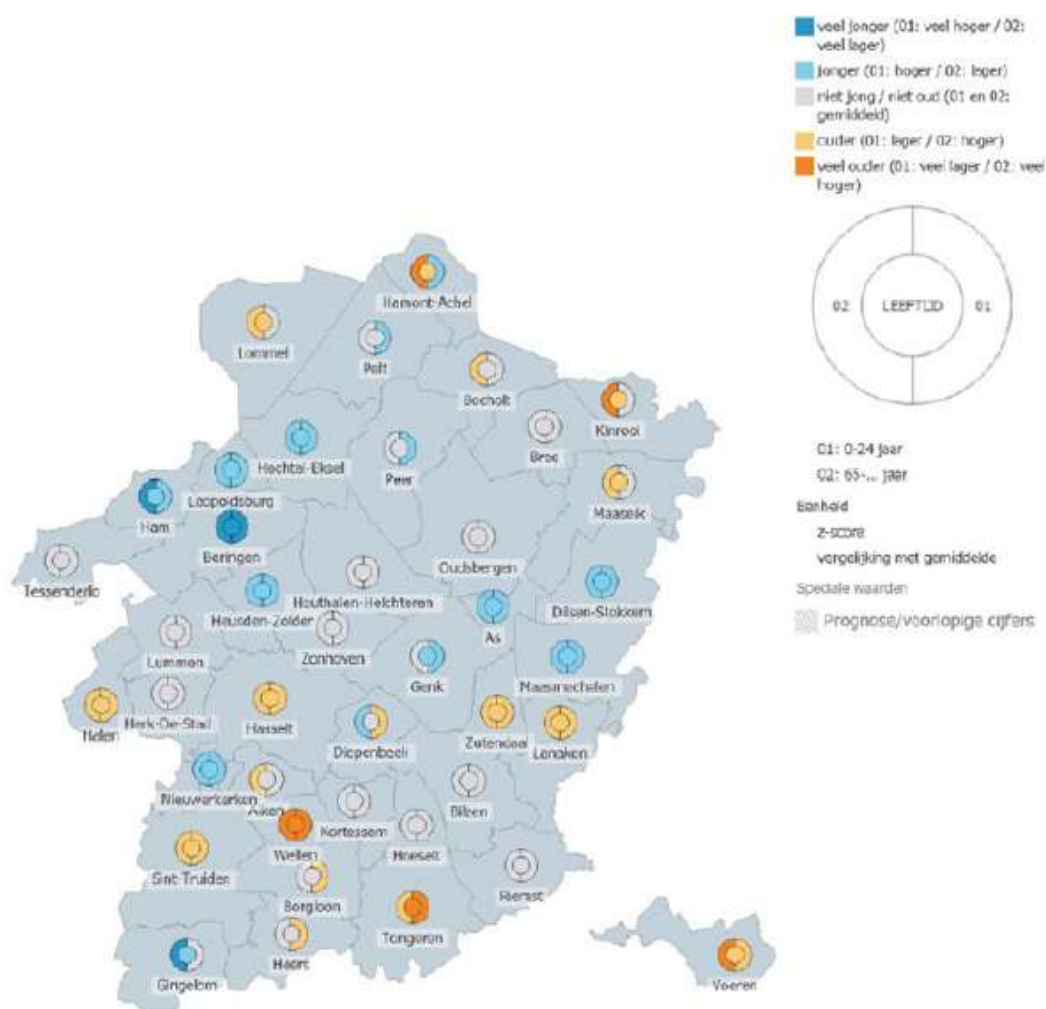 veel jonger (01: veel hoger / 02:
veel lager)
jonger (01: hoger / 02: lager)
niet jong / niet oud (01 en 02:
gemiddeld)
ouder (01: lager / 02: hoger)
veel ouder (01: veel lager / 02: veel
hoger)
02 LEEFTIJD 01
01: 0-24 jaar
02: 65-... jaar
Eenheid
z-score
vergelijking met gemiddelde
Speciale waarden
Prognose/voorlopige cijfers
Hamont-Achel
Lommel
Pelt
Bocholt
Kinrooi
Bree
Hechtel-Eksel
Peer
Leopoldsburg
Maaseik
Ham
Beringen
Oudsbergen
Tessenderlo
Houthalen-Helchteren
Dilsen-Stokkem
Heusden-Zolder
As
Zonhoven
Lummen
Genk
Maasmechelen
Herk-De-Stad
Halen
Hasselt
Diepenbeek
Zutendaal
Lanaken
Nieuwerkerken
Alken
Bilzen
Kortessem
Wellen
Hoeselt
Sint-Truiden
Riemst
Borgloon
Tongeren
Heers
Gingelom
Voeren